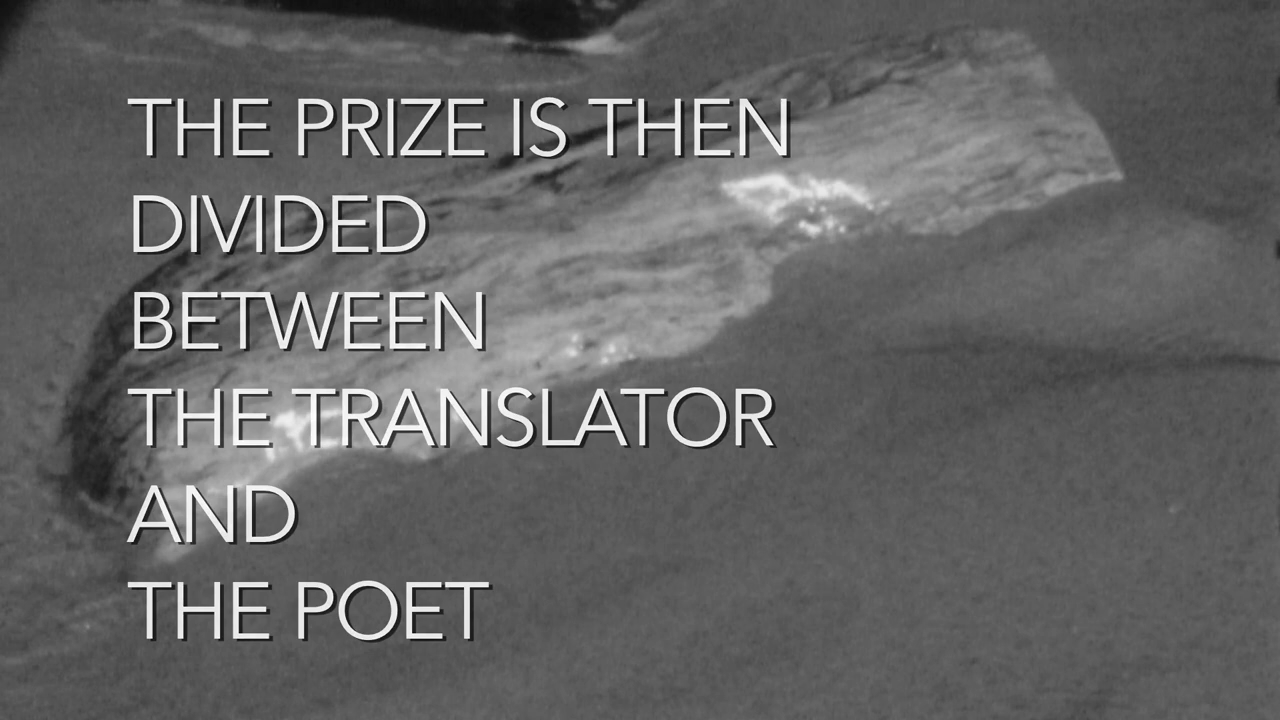 THE PRIZE IS THEN
DIVIDED
BETWEEN
THE TRANSLATOR
AND
THE POET